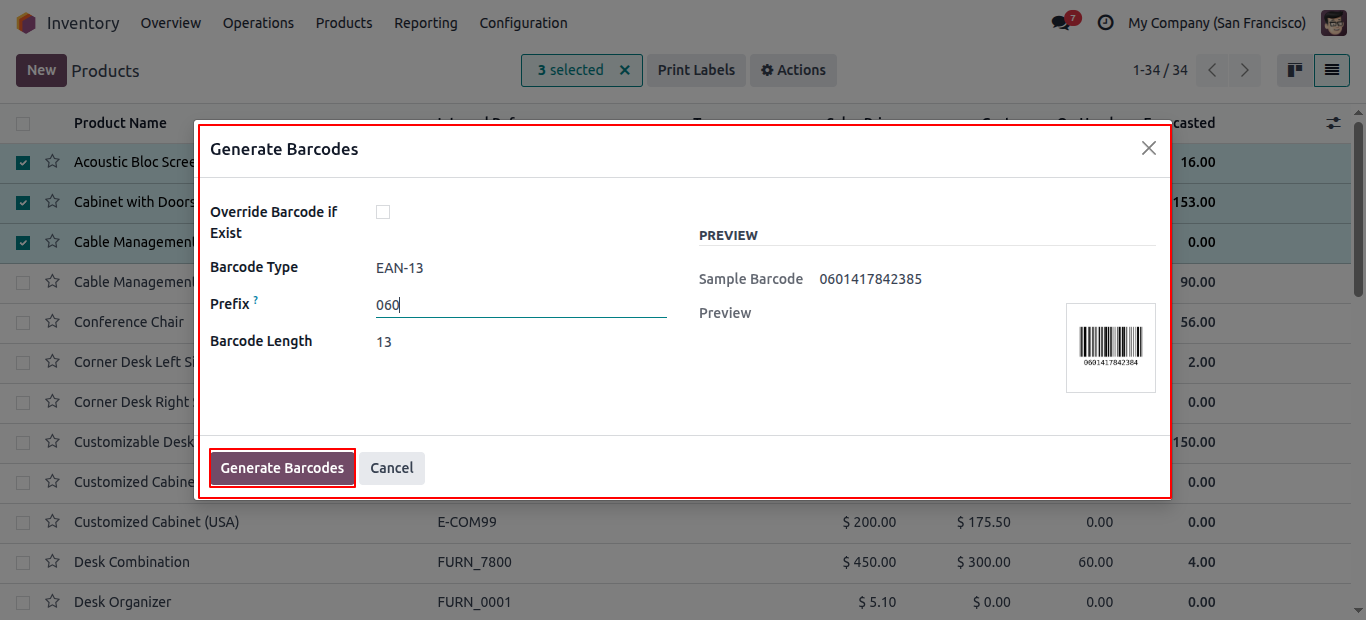 Inventory Overview Operations Products Reporting Configuration 7 My Company (San Francisco)
New Products 3 selected × Print Labels Actions 1-34 / 34
Product Name
Acoustic Bloc Scree 16.00
Cabinet with Doors 153.00
Cable Management 0.00
Cable Management 90.00
Conference Chair 56.00
Corner Desk Left Si 2.00
Corner Desk Right 0.00
Customizable Desk 150.00
Customized Cabine 0.00
Customized Cabinet (USA) E-COM99 $ 200.00 $ 175.50 0.00 0.00
Desk Combination FURN_7800 $ 450.00 $ 300.00 60.00 4.00
Desk Organizer FURN_0001 $ 5.10 $ 0.00 0.00 0.00
Generate Barcodes
Override Barcode if
Exist
Barcode Type EAN-13
Prefix ? 060
Barcode Length 13
PREVIEW
Sample Barcode 0601417842385
Preview
0601417842384
Generate Barcodes Cancel